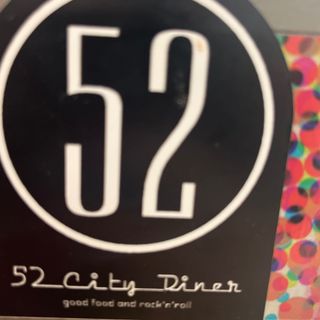 52
52 City Diner
good food and rock'n'roll